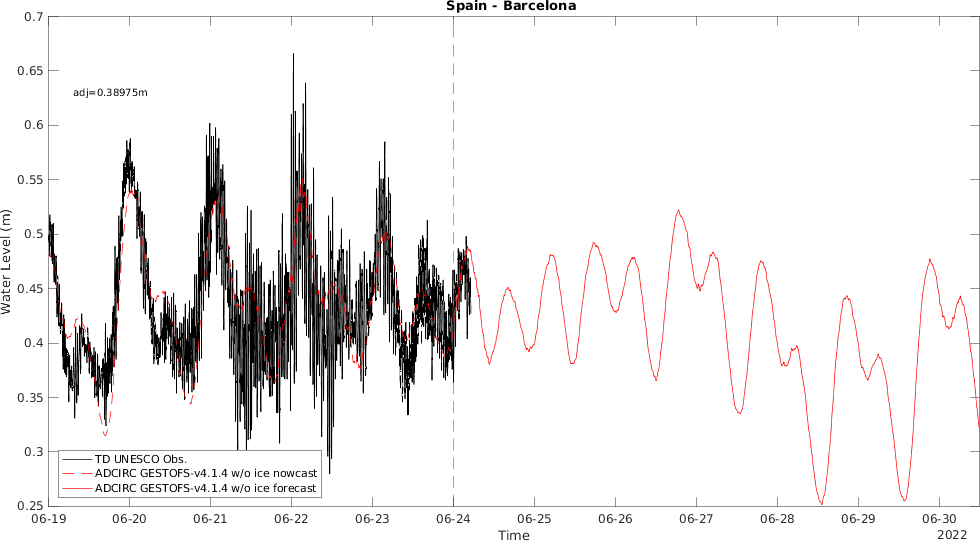 Spain - Barcelona
0.7
0.65
0.6
0.55
0.5
0.45
0.4
0.35
0.3
0.25
Water Level (m)
adj=0.38975m
TD UNESCO Obs.
ADCIRC GESTOFS-v4.1.4 w/o ice nowcast
ADCIRC GESTOFS-v4.1.4 w/o ice forecast
06-19 06-20 06-21 06-22 06-23 06-24 06-25 06-26 06-27 06-28 06-29 06-30
Time
2022